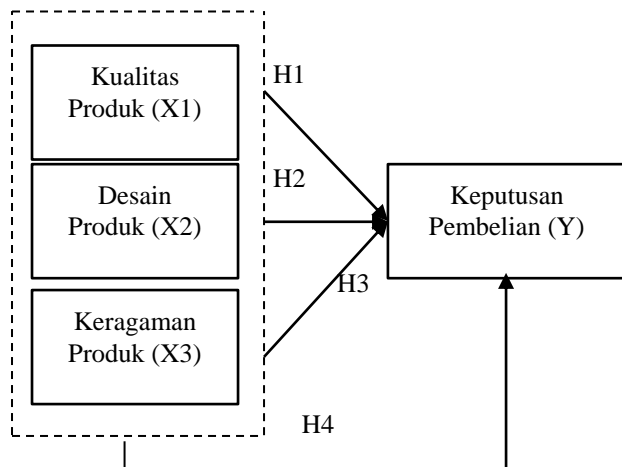 Kualitas
Produk (X1)
H1
Desain
Produk (X2)
H2
Keputusan
Pembelian (Y)
H3
Keragaman
Produk (X3)
H4